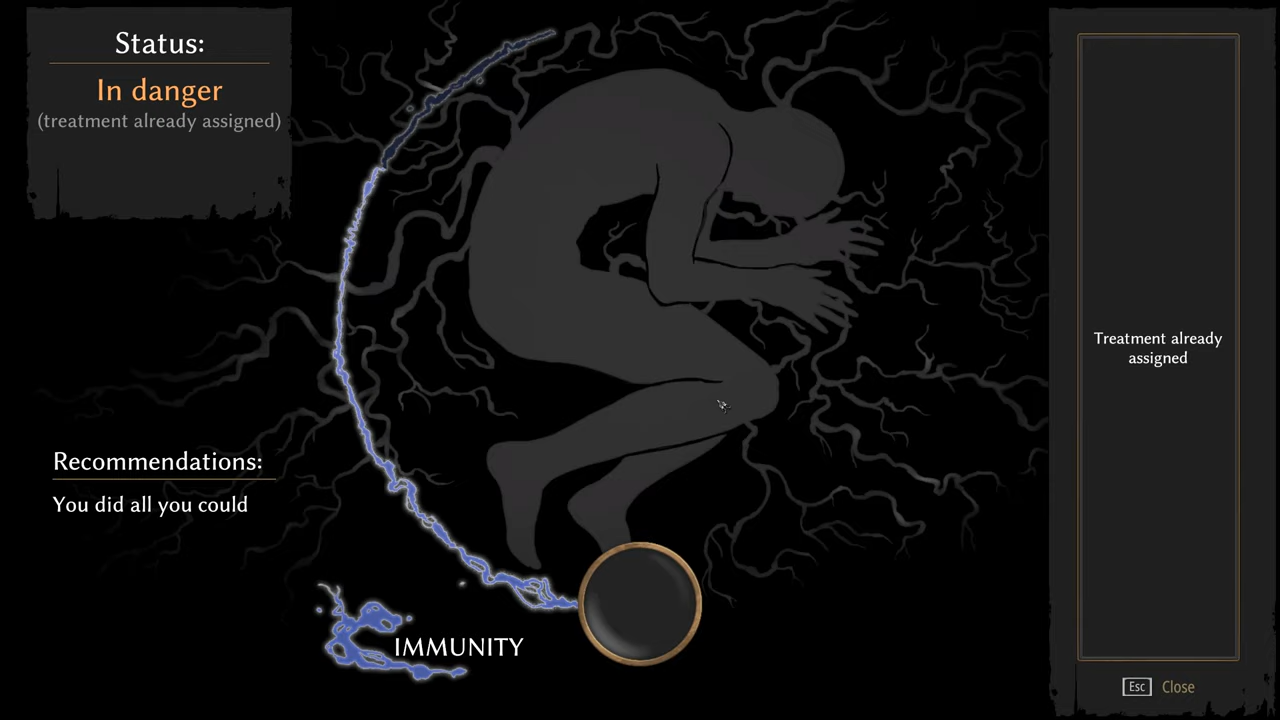 Status:
In danger
(treatment already assigned)
Recommendations:
You did all you could
IMMUNITY
Treatment already
assigned
Esc Close